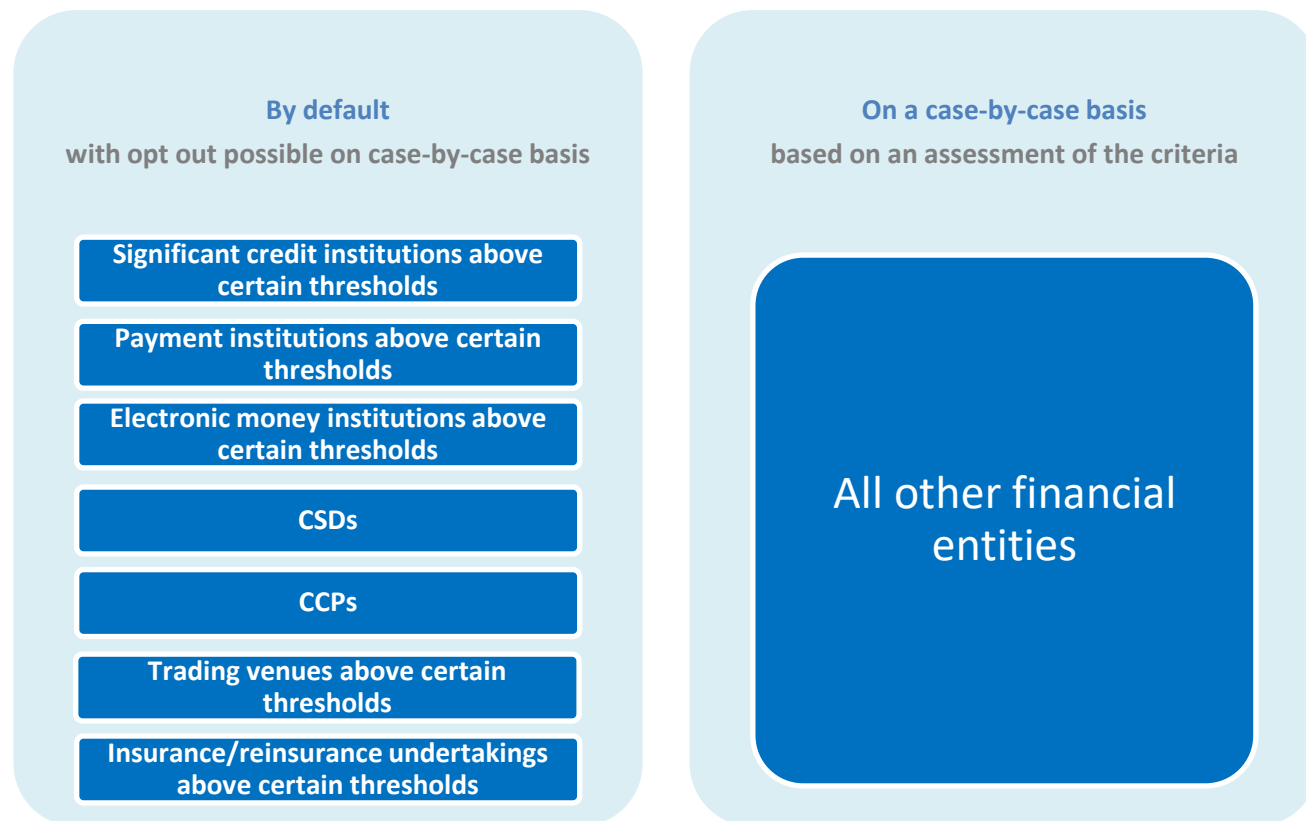 By default
with opt out possible on case-by-case basis
Significant credit institutions above
certain thresholds
Payment institutions above certain
thresholds
Electronic money institutions above
certain thresholds
CSDs
CCPs
Trading venues above certain
thresholds
Insurance/reinsurance undertakings
above certain thresholds
On a case-by-case basis
based on an assessment of the criteria
All other financial
entities